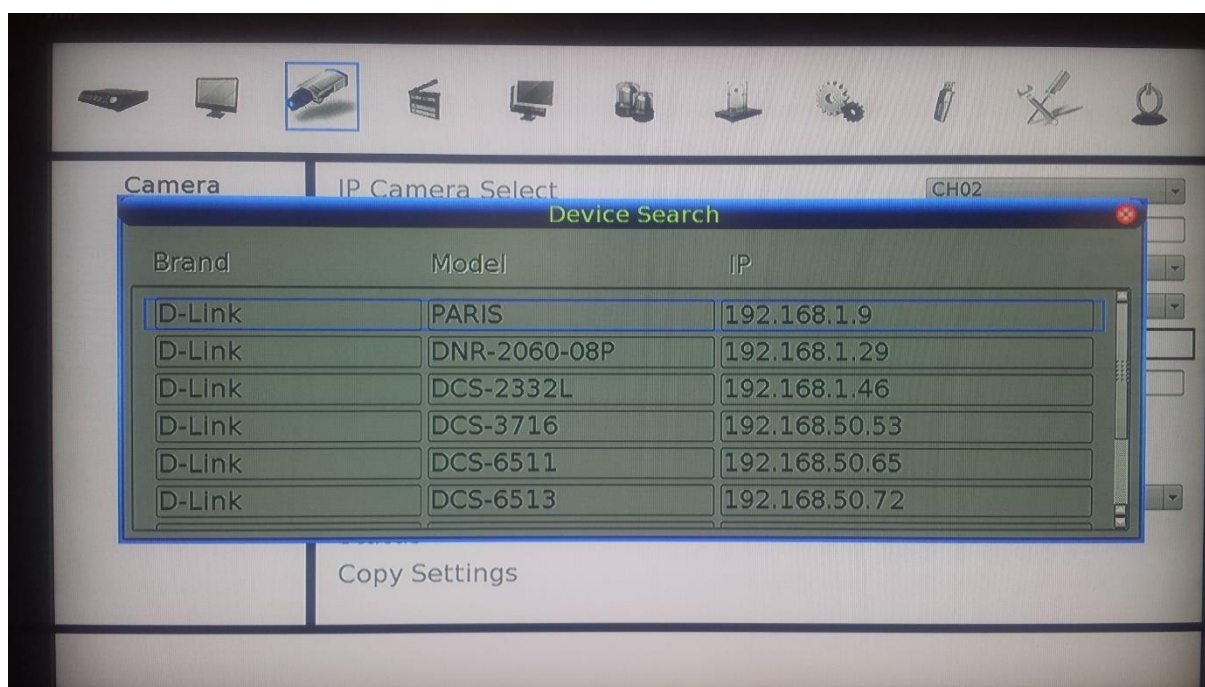 Camera IP Camera Select CH02
Device Search
Brand Model IP
D-Link PARIS 192.168.1.9
D-Link DNR-2060-08P 192.168.1.29
D-Link DCS-2332L 192.168.1.46
D-Link DCS-3716 192.168.50.53
D-Link DCS-6511 192.168.50.65
D-Link DCS-6513 192.168.50.72
Copy Settings